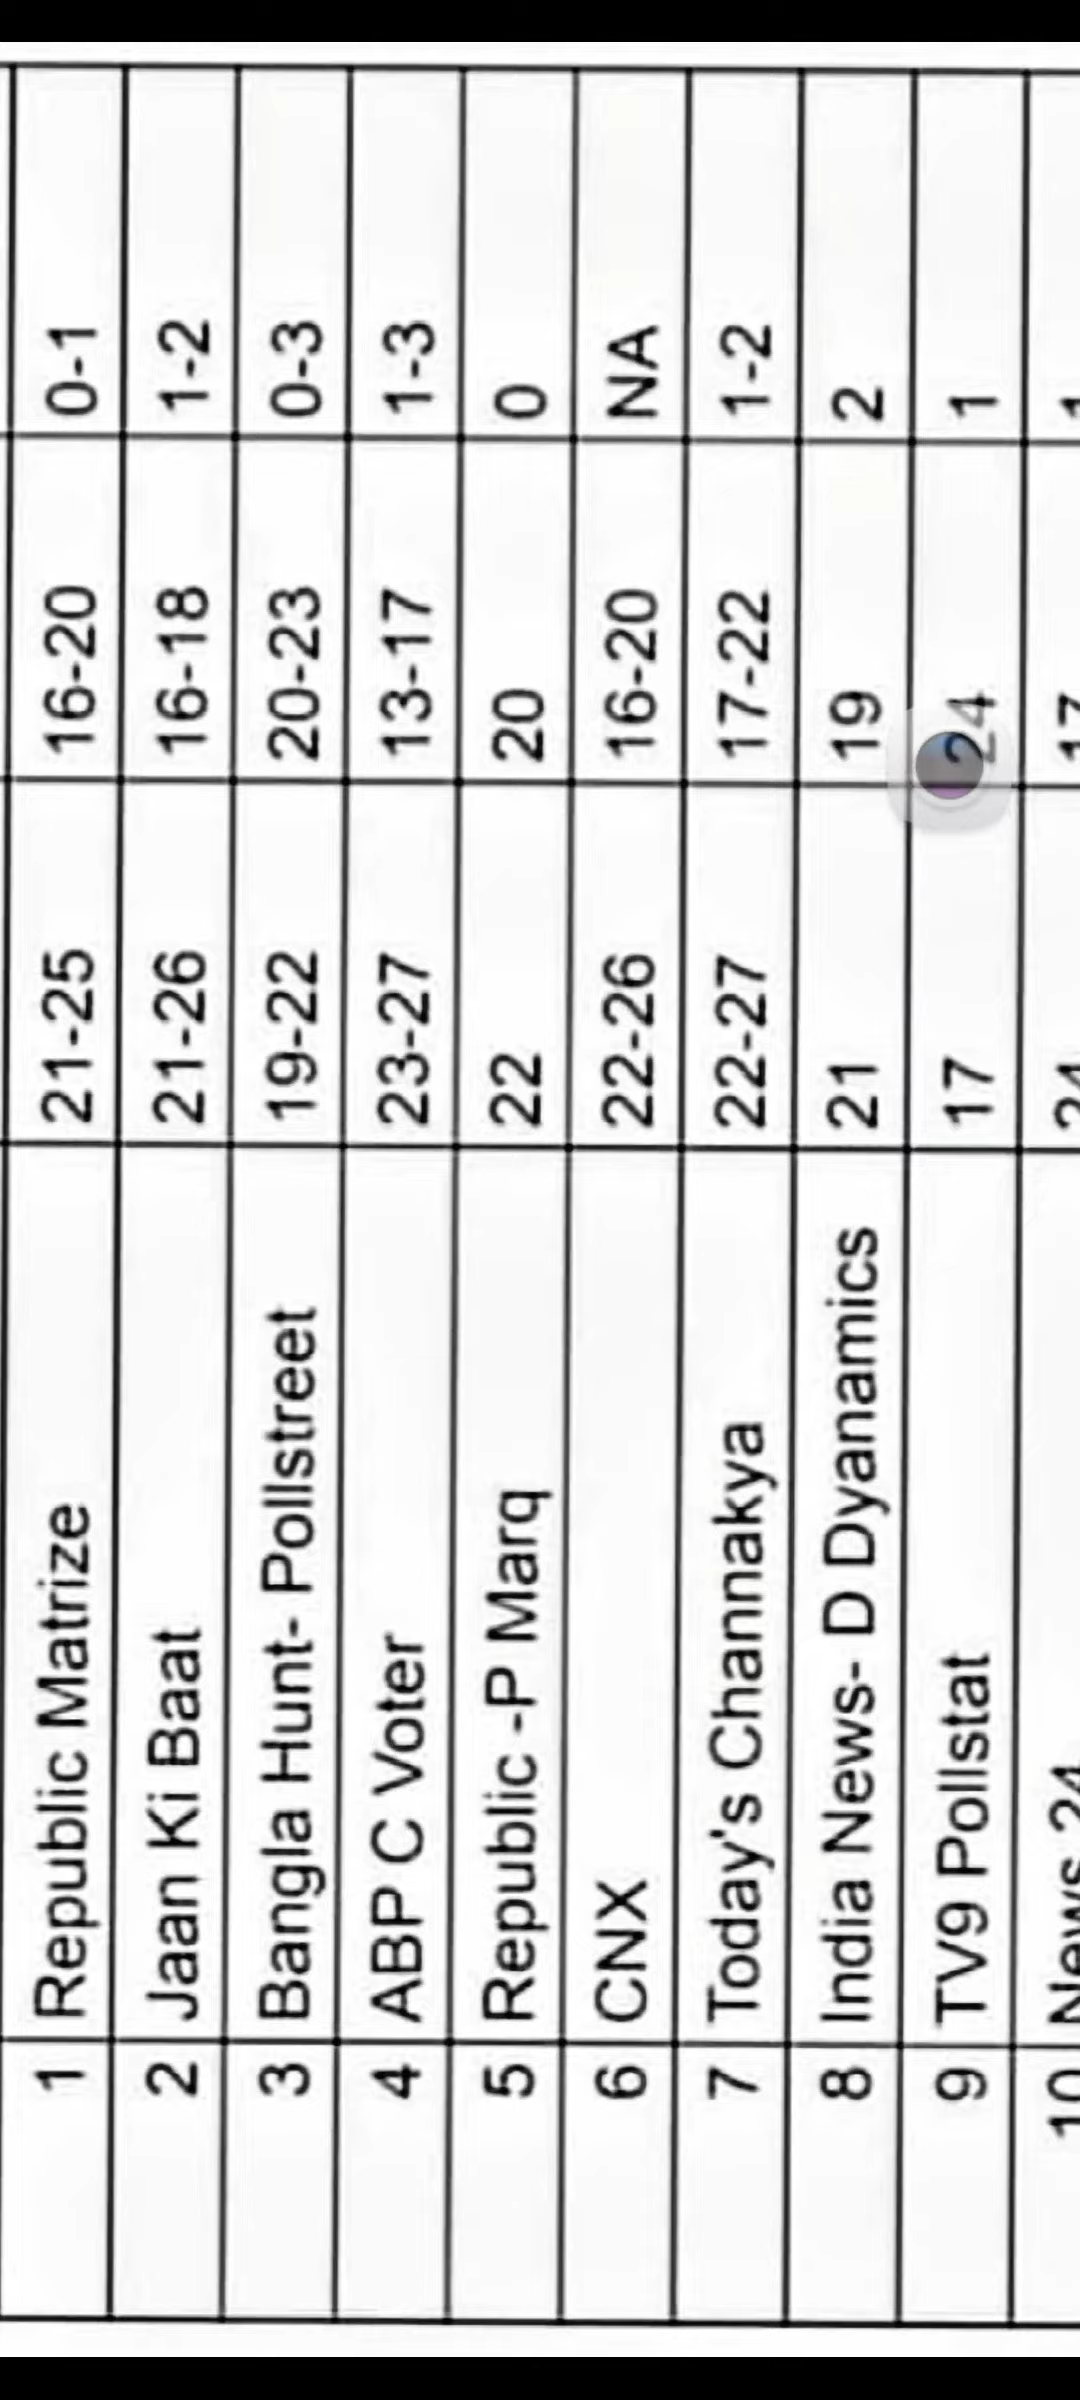 1 Republic Matrize 21-25 16-20 0-1
2 Jaan Ki Baat 21-26 16-18 1-2
3 Bangla Hunt- Pollstreet 19-22 20-23 0-3
4 ABP C Voter 23-27 13-17 1-3
5 Republic -P Marq 22 20 0
6 CNX 22-26 16-20 NA
7 Today's Channakya 22-27 17-22 1-2
8 India News- D Dyanamics 21 19 2
9 TV9 Pollstat 17 24 1
10 News 24 17 1